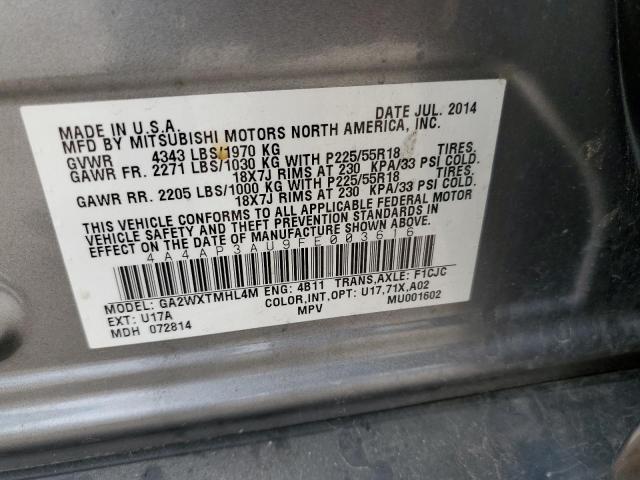 MADE IN U.S.A. DATE JUL. 2014
MFD BY MITSUBISHI MOTORS NORTH AMERICA, INC.
GVWR 4343 LBS/1970 KG
GAWR FR. 2271 LBS/1030 KG WITH P225/55R18 TIRES.
18X7J RIMS AT 230 KPA/33 PSI COLD.
GAWR RR. 2205 LBS/1000 KG WITH P225/55R18 TIRES.
18X7J RIMS AT 230 KPA/33 PSI COLD.
THIS VEHICLE CONFORMS TO ALL APPLICABLE FEDERAL MOTOR
VEHICLE SAFETY AND THEFT PREVENTION STANDARDS IN
EFFECT ON THE DATE OF MANUFACTURE SHOWN ABOVE.
4A4AP3AU9FE003616
MODEL: GA2WXTMHL4M ENG: 4B11 TRANS,AXLE: F1CJC
EXT: U17A COLOR,INT,OPT: U17,71X,A02
MDH 072814 MPV MU001602